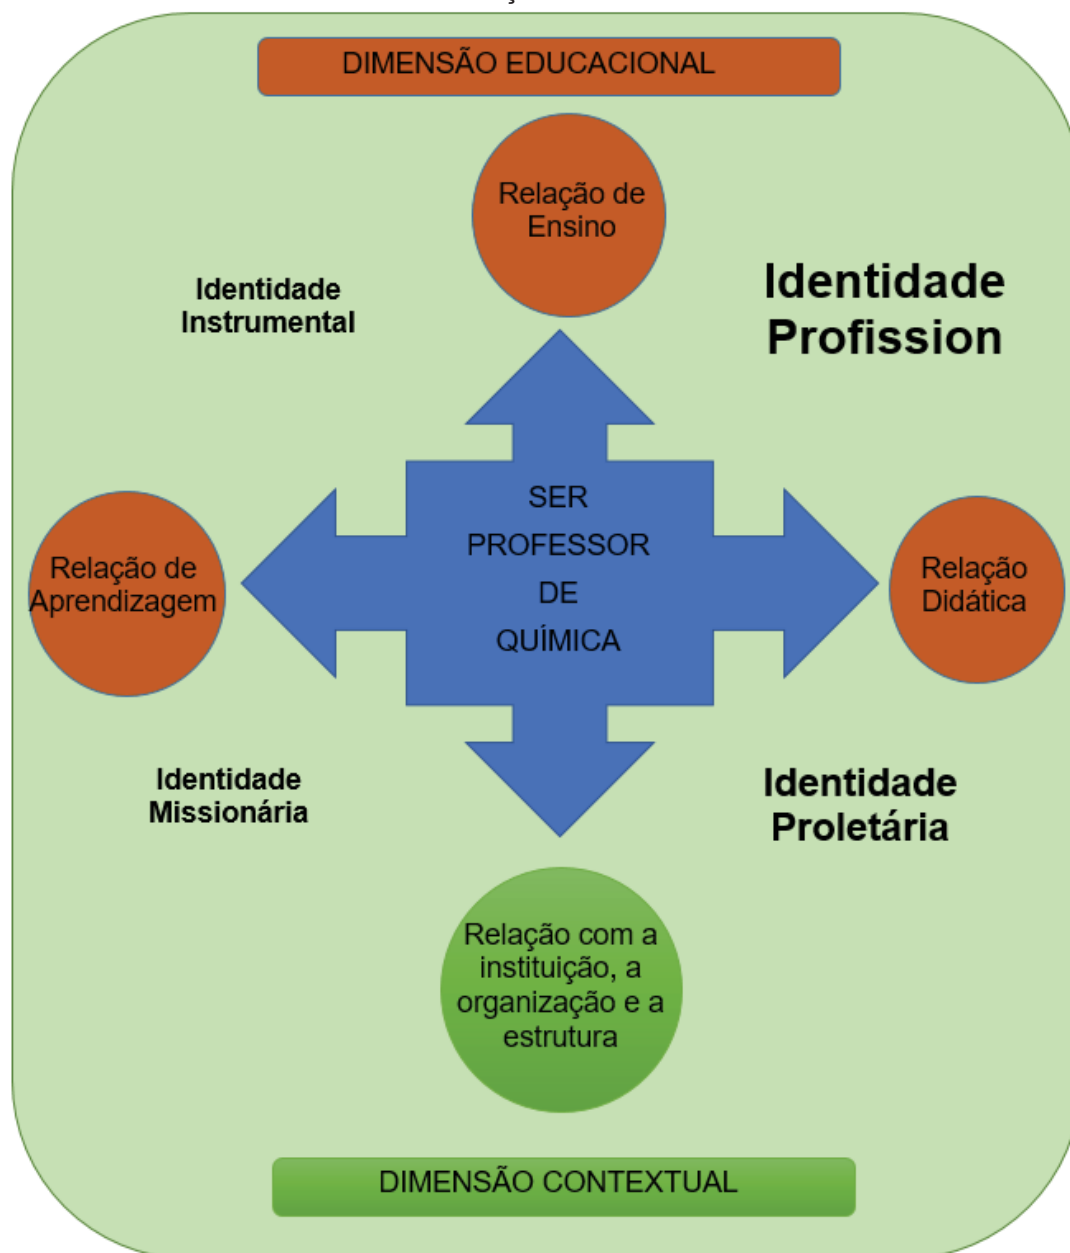 DIMENSÃO EDUCACIONAL
Relação de
Ensino
Identidade
Instrumental
Identidade
Profission
SER
PROFESSOR
DE
QUÍMICA
Relação de
Aprendizagem
Relação
Didática
Identidade
Missionária
Identidade
Proletária
Relação com a
instituição, a
organização e a
estrutura
DIMENSÃO CONTEXTUAL